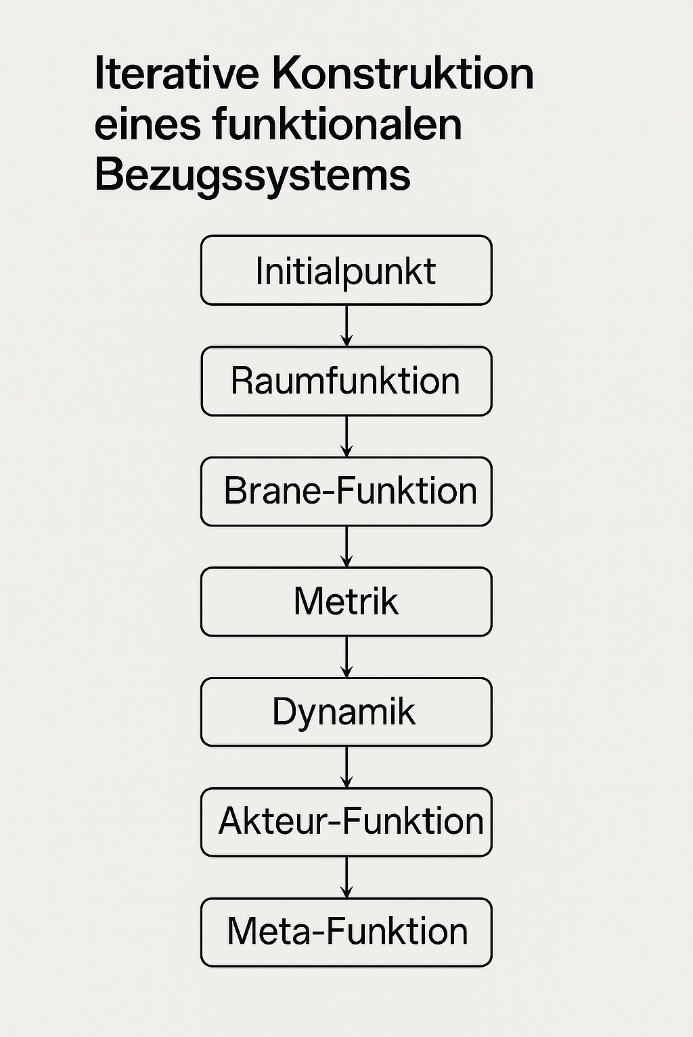 Iterative Konstruktion
eines funktionalen
Bezugssystems
Initialpunkt
Raumfunktion
Brane-Funktion
Metrik
Dynamik
Akteur-Funktion
Meta-Funktion